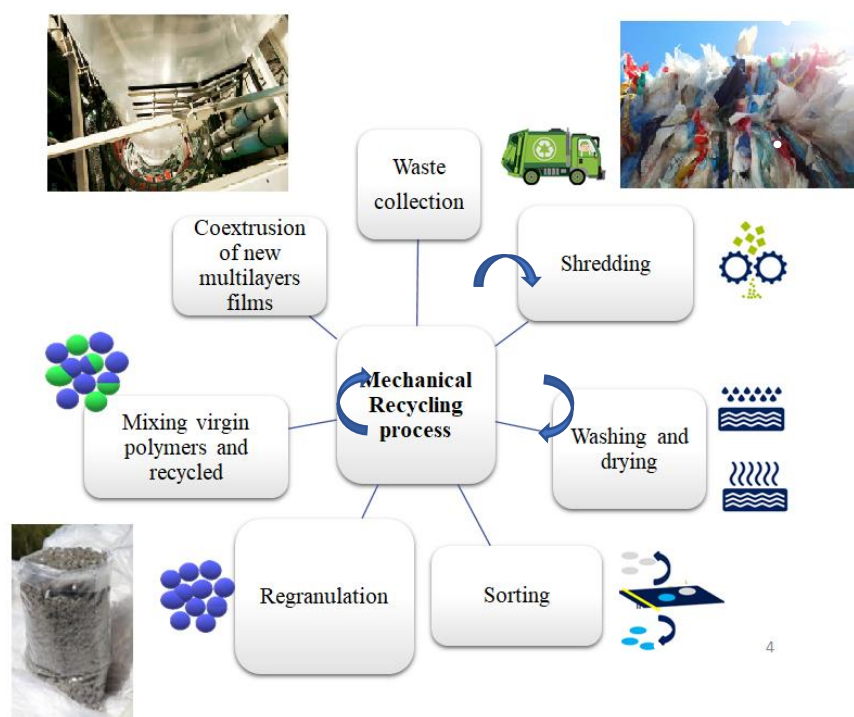 Waste
collection
Shredding
Washing and
drying
Sorting
Regranulation
Mixing virgin
polymers and
recycled
Coextrusion
of new
multilayers
films
Mechanical
Recycling
process
4